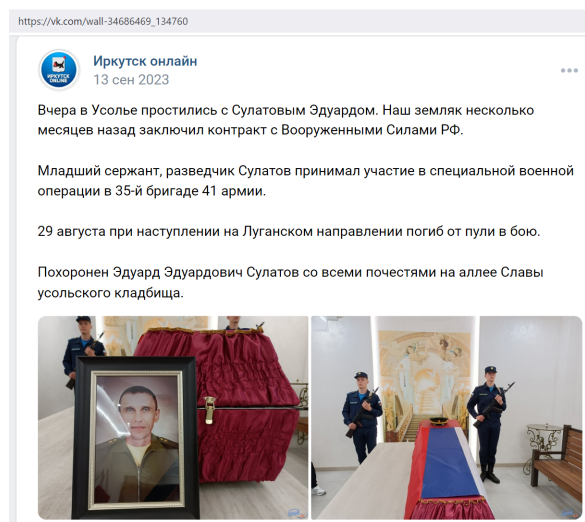 https://vk.com/wall-34686469_134760
ИРКУТСК
ONLINE
Иркутск онлайн
13 сен 2023
Вчера в Усолье простились с Сулатовым Эдуардом. Наш земляк несколько
месяцев назад заключил контракт с Вооруженными Силами РФ.
Младший сержант, разведчик Сулатов принимал участие в специальной военной
операции в 35-й бригаде 41 армии.
29 августа при наступлении на Луганском направлении погиб от пули в бою.
Похоронен Эдуард Эдуардович Сулатов со всеми почестями на аллее Славы
усольского кладбища.